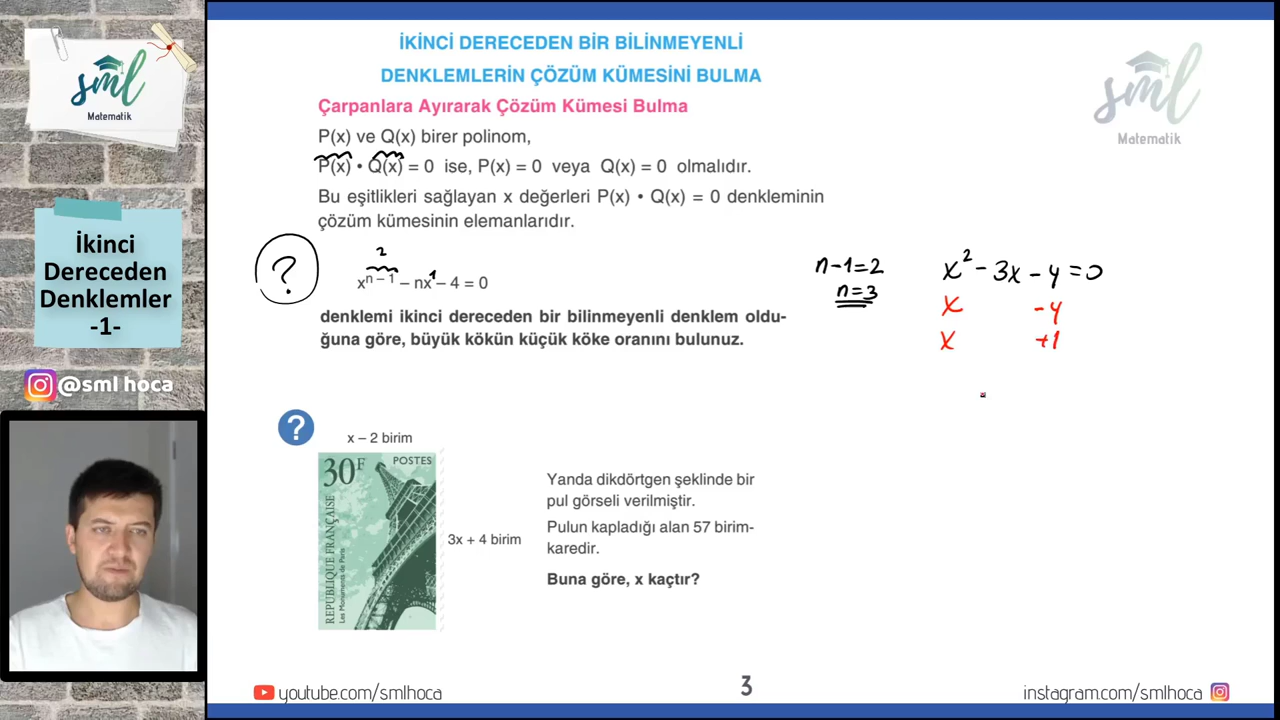 sml
Matematik
İkinci
Dereceden
Denklemler
-1-
@sml hoca
İKİNCİ DERECEDEN BİR BİLİNMEYENLİ
DENKLEMLERİN ÇÖZÜM KÜMESİNİ BULMA
Çarpanlara Ayırarak Çözüm Kümesi Bulma
P(x) ve Q(x) birer polinom,
P(x) • Q(x) = 0 ise, P(x) = 0 veya Q(x) = 0 olmalıdır.
Bu eşitlikleri sağlayan x değerleri P(x) • Q(x) = 0 denkleminin
çözüm kümesinin elemanlarıdır.
?
2
xⁿ⁻¹ – nx¹ – 4 = 0
denklemi ikinci dereceden bir bilinmeyenli denklem oldu-
ğuna göre, büyük kökün küçük köke oranını bulunuz.
n-1=2
n=3
x² - 3x - 4 = 0
x -4
x +1
?
x – 2 birim
30F
POSTES
REPUBLIQUE FRANÇAISE
Les Monuments de Paris
3x + 4 birim
Yanda dikdörtgen şeklinde bir
pul görseli verilmiştir.
Pulun kapladığı alan 57 birim-
karedir.
Buna göre, x kaçtır?
sml
Matematik
youtube.com/smlhoca
3
instagram.com/smlhoca